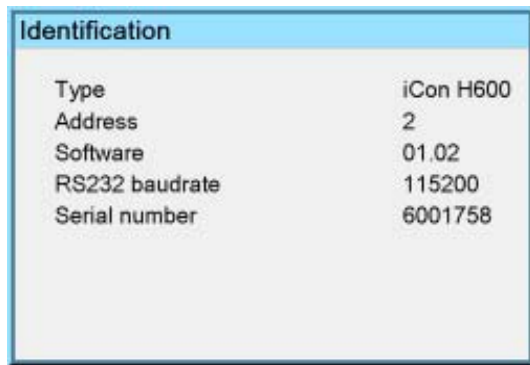 Identification
Type iCon H600
Address 2
Software 01.02
RS232 baudrate 115200
Serial number 6001758